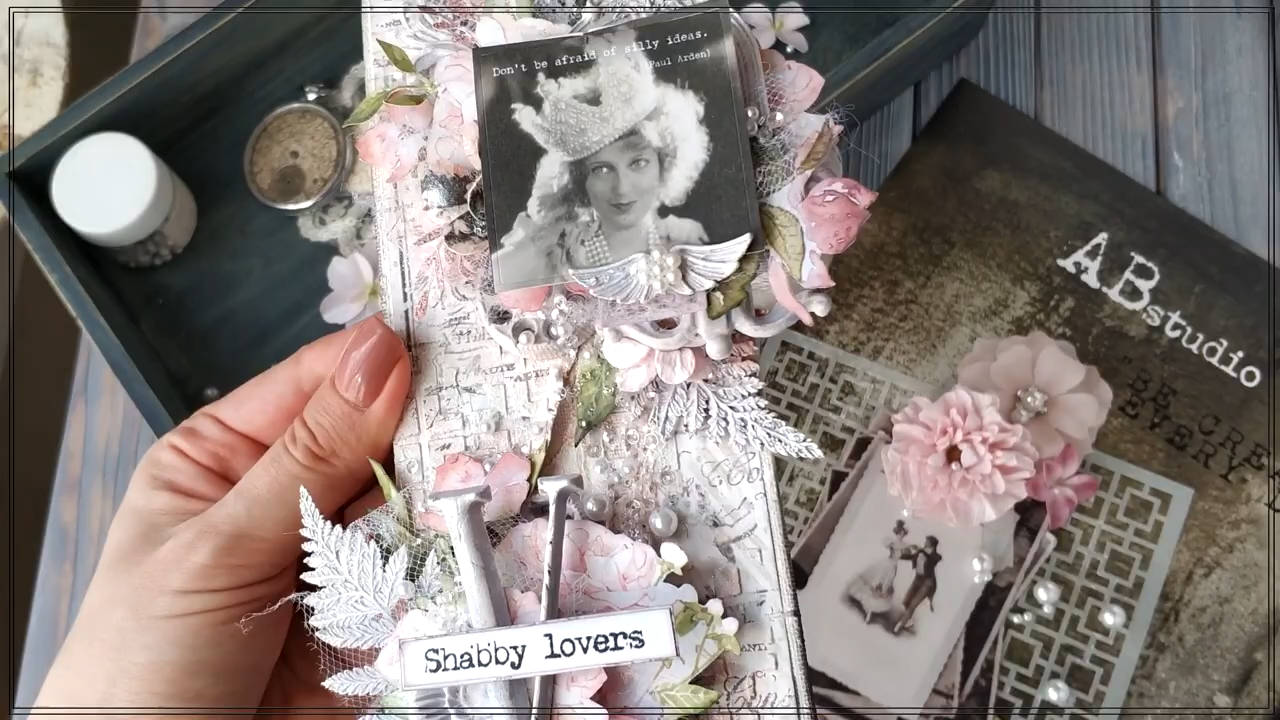 Don't be afraid of silly ideas.
(Paul Arden)
Shabby lovers
ABstudio
BE CRE
EVERY